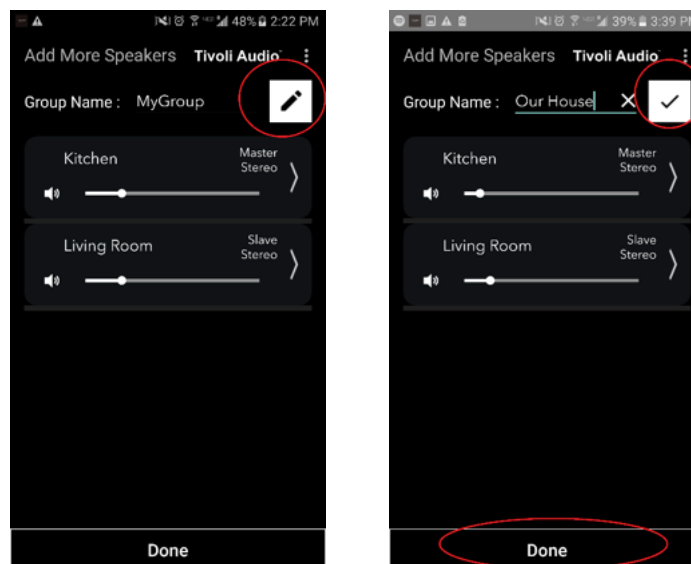 48% 2:22 PM
Add More Speakers Tivoli Audio
Group Name : MyGroup
Kitchen
Master
Stereo
Living Room
Slave
Stereo
Done
39% 3:39 PM
Add More Speakers Tivoli Audio
Group Name : Our House
Kitchen
Master
Stereo
Living Room
Slave
Stereo
Done